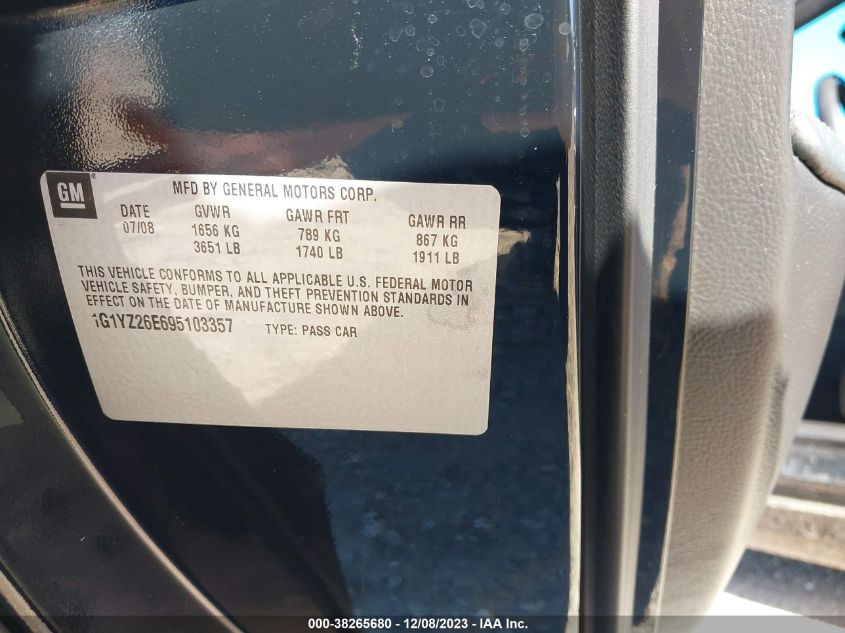 GM®
MFD BY GENERAL MOTORS CORP.
DATE GVWR GAWR FRT GAWR RR
07/08 1656 KG 789 KG 867 KG
3651 LB 1740 LB 1911 LB
THIS VEHICLE CONFORMS TO ALL APPLICABLE U.S. FEDERAL MOTOR
VEHICLE SAFETY, BUMPER, AND THEFT PREVENTION STANDARDS IN
EFFECT ON THE DATE OF MANUFACTURE SHOWN ABOVE.
1G1YZ26E695103357 TYPE: PASS CAR
000-38265680 - 12/08/2023 - IAA Inc.